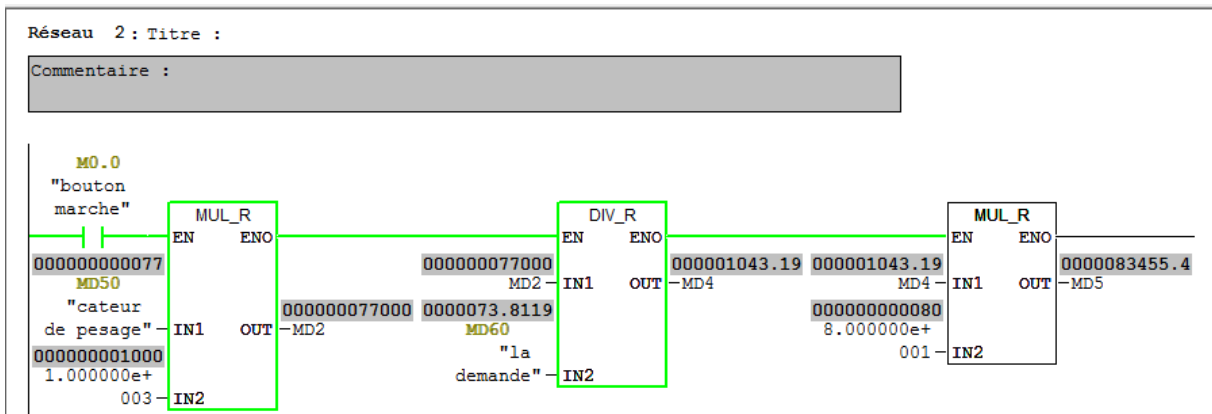 Réseau 2 : Titre :
Commentaire :
M0.0
"bouton
marche"
MUL_R
DIV_R
MUL_R
EN ENO
EN ENO
EN ENO
000000000077
000000077000
000001043.19
000001043.19
0000083455.4
MD50
MD2 IN1 OUT MD4
MD4 IN1 OUT MD5
"cateur
000000077000
0000073.8119
000000000080
de pesage" IN1 OUT MD2
MD60
8.000000e+
000000001000
"la
001 IN2
1.000000e+
demande" IN2
003 IN2